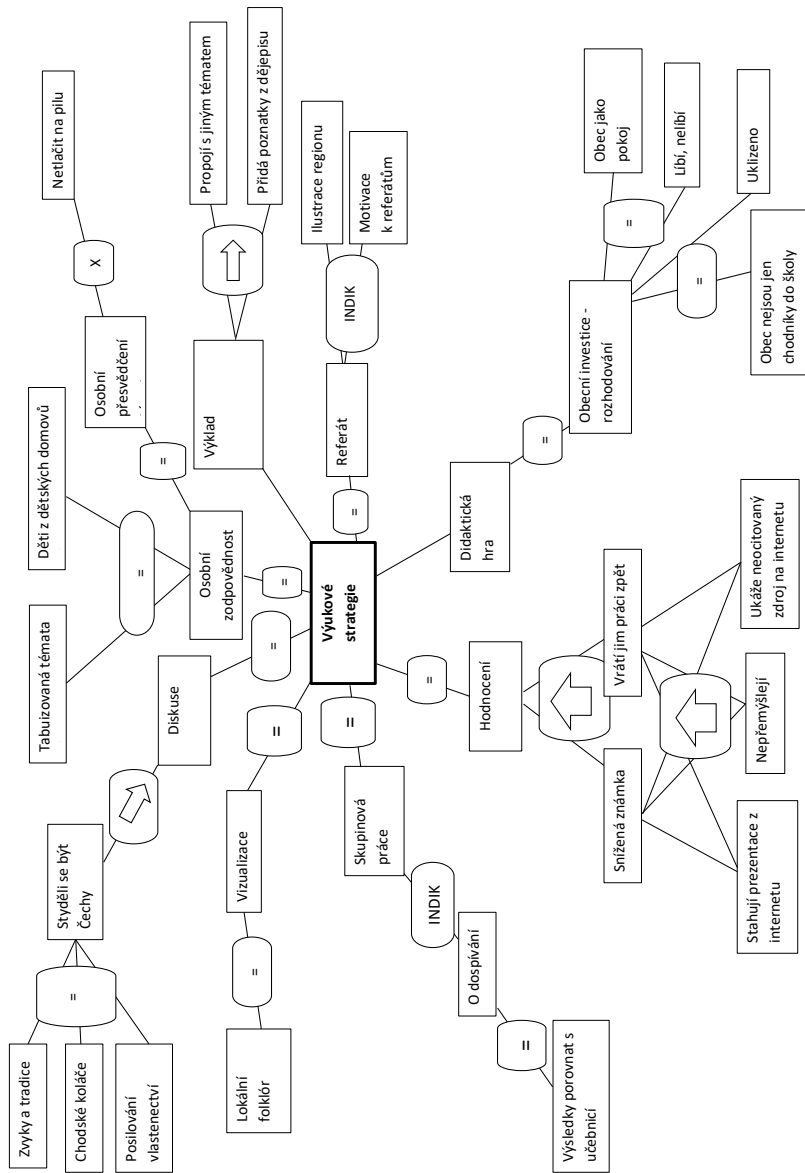 Zvyky a tradice
Chodské koláče
Posilování
vlastenectví
=
Styděli se být
Čechy
Diskuse
=
Tabuizovaná témata
Děti z dětských domovů
=
Osobní
zodpovědnost
=
=
Osobní
přesvědčení
X
Netlačit na pilu
Výklad
Propojí s jiným tématem
Přidá poznatky z dějepisu
Lokální
folklór
=
Vizualizace
=
Výukové
strategie
=
Referát
INDIK
Ilustrace regionu
Motivace
k referátům
Výsledky porovnat s
učebnicí
=
O dospívání
INDIK
Skupinová
práce
=
=
Hodnocení
Snížená známka
Vrátí jim práci zpět
Stahují prezentace z
internetu
Nepřemýšlejí
Ukáže neocitovaný
zdroj na internetu
Didaktická
hra
=
Obecní investice -
rozhodování
=
Obec jako
pokoj
Líbí, nelíbí
=
Uklizeno
Obec nejsou jen
chodníky do školy